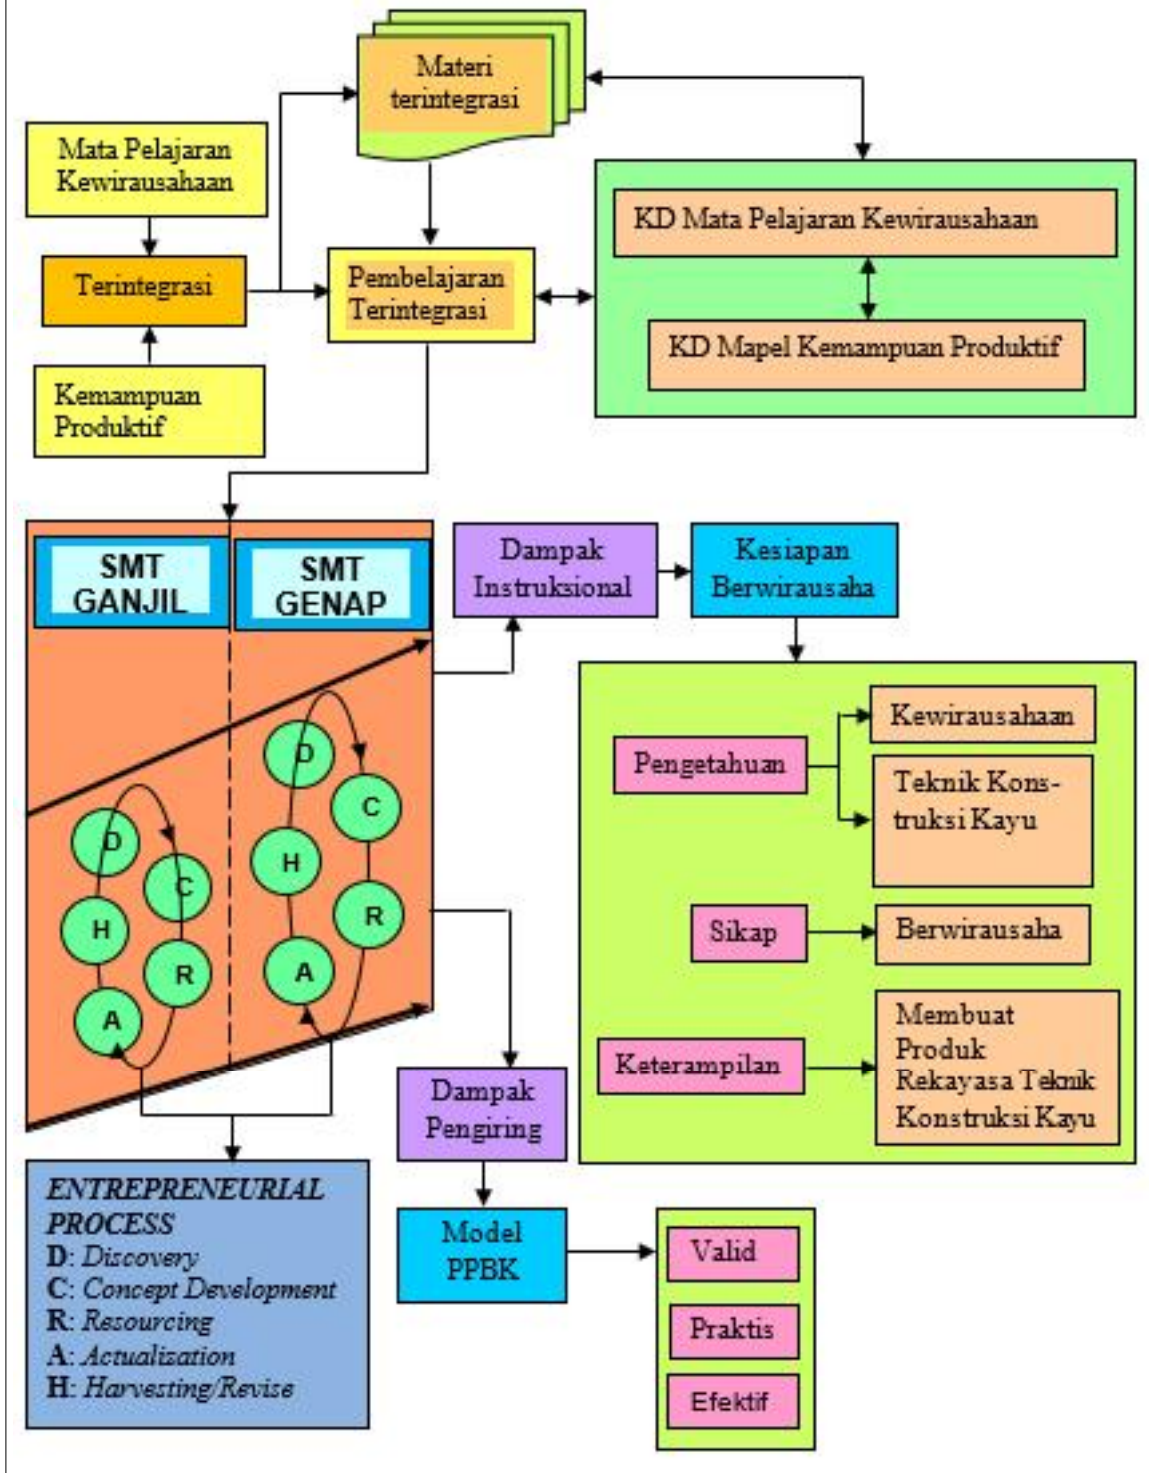 Materi
terintegrasi
Mata Pelajaran
Kewirausahaan
Terintegrasi
Kemampuan
Produktif
Pembelajaran
Terintegrasi
KD Mata Pelajaran Kewirausahaan
KD Mapel Kemampuan Produktif
SMT
GANJIL
SMT
GENAP
D
C
H
R
A
D
C
H
R
A
Dampak
Instruksional
Kesiapan
Berwirausaha
Pengetahuan
Kewirausahaan
Teknik Kons-
truksi Kayu
Sikap
Berwirausaha
Keterampilan
Membuat
Produk
Rekayasa Teknik
Konstruksi Kayu
Dampak
Pengiring
Model
PPBK
Valid
Praktis
Efektif
ENTREPRENEURIAL
PROCESS
D: Discovery
C: Concept Development
R: Resourcing
A: Actualization
H: Harvesting/Revise